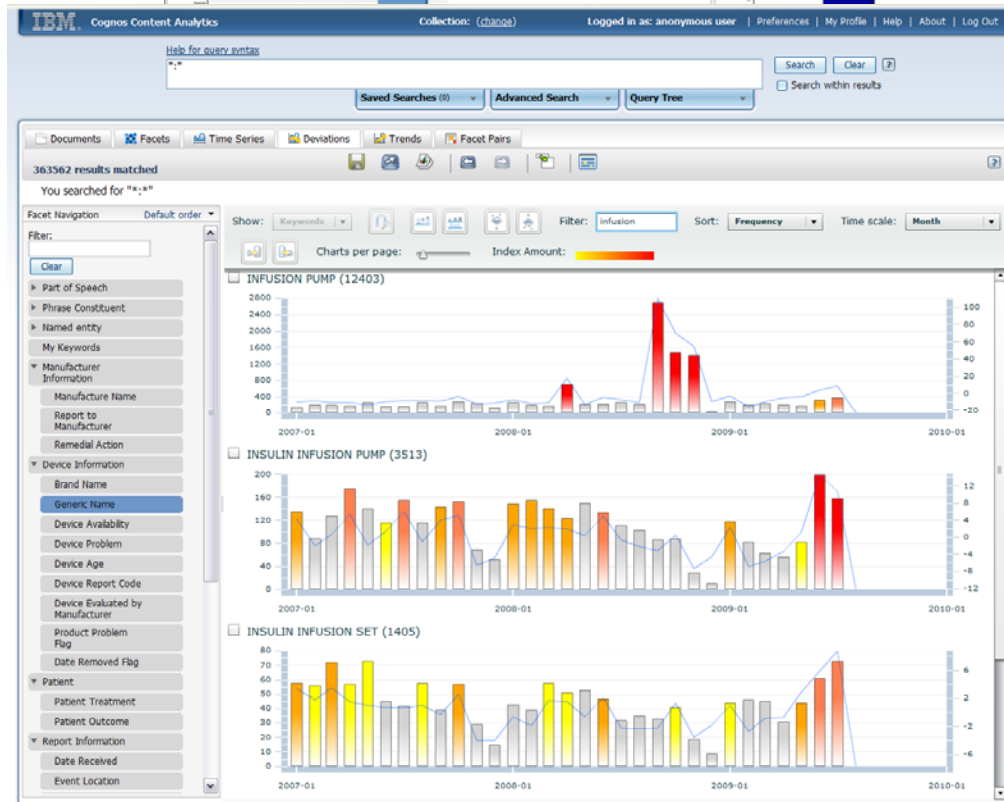 IBM. Cognos Content Analytics Collection: (change) Logged in as: anonymous user | Preferences | My Profile | Help | About | Log Out
Help for query syntax
"*:*"
Search Clear ?
Search within results
Saved Searches (0) Advanced Search Query Tree
Documents Facets Time Series Deviations Trends Facet Pairs
363562 results matched
You searched for "*:*"
Facet Navigation Default order
Filter:
Clear
Part of Speech
Phrase Constituent
Named entity
My Keywords
Manufacturer
Information
Manufacture Name
Report to
Manufacturer
Remedial Action
Device Information
Brand Name
Generic Name
Device Availability
Device Problem
Device Age
Device Report Code
Device Evaluated by
Manufacturer
Product Problem
Flag
Date Removed Flag
Patient
Patient Treatment
Patient Outcome
Report Information
Date Received
Event Location
Show: Keywords Filter: infusion Sort: Frequency Time scale: Month
Charts per page: Index Amount:
INFUSION PUMP (12403)
2800
2400
2000
1600
1200
800
400
0
100
80
60
40
20
0
-20
2007-01 2008-01 2009-01 2010-01
INSULIN INFUSION PUMP (3513)
200
160
120
80
40
0
12
8
4
0
-4
-8
-12
2007-01 2008-01 2009-01 2010-01
INSULIN INFUSION SET (1405)
80
70
60
50
40
30
20
10
0
6
2
-2
-6
2007-01 2008-01 2009-01 2010-01